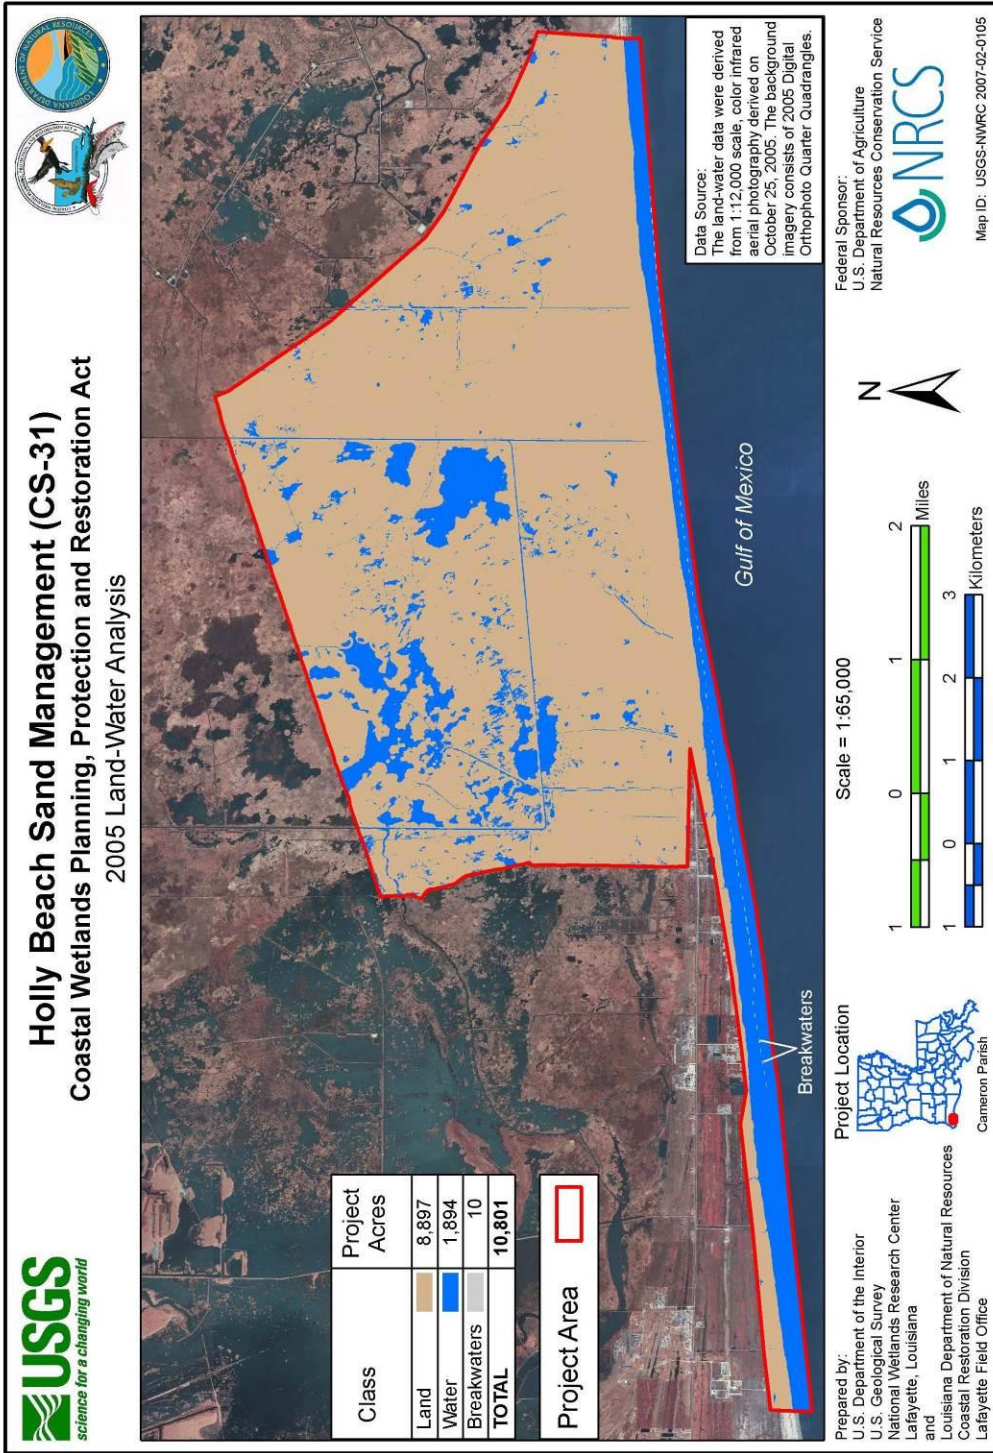 USGS
science for a changing world
Holly Beach Sand Management (CS-31)
Coastal Wetlands Planning, Protection and Restoration Act
2005 Land-Water Analysis
LOUISIANA DEPARTMENT OF NATURAL RESOURCES
Class
Project
Acres
Land 8,897
Water 1,894
Breakwaters 10
TOTAL 10,801
Project Area
Breakwaters
Gulf of Mexico
Data Source:
The land-water data were derived
from 1:12,000 scale, color infrared
aerial photography derived on
October 25, 2005. The background
imagery consists of 2005 Digital
Orthophoto Quarter Quadrangles.
Prepared by:
U.S. Department of the Interior
U.S. Geological Survey
National Wetlands Research Center
Lafayette, Louisiana
and
Louisiana Department of Natural Resources
Coastal Restoration Division
Lafayette Field Office
Project Location
Cameron Parish
Scale = 1:65,000
1 0 1 2
Miles
1 0 1 2 3
Kilometers
N
Federal Sponsor:
U.S. Department of Agriculture
Natural Resources Conservation Service
NRCS
Map ID: USGS-NWRC 2007-02-0105